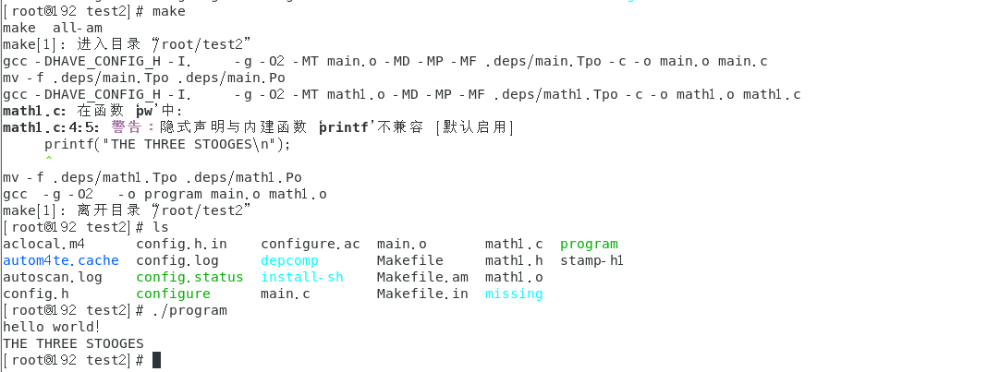 [root@192 test2]# make
make  all-am
make[1]: 进入目录“/root/test2”
gcc -DHAVE_CONFIG_H -I.     -g -O2 -MT main.o -MD -MP -MF .deps/main.Tpo -c -o main.o main.c
mv -f .deps/main.Tpo .deps/main.Po
gcc -DHAVE_CONFIG_H -I.     -g -O2 -MT math1.o -MD -MP -MF .deps/math1.Tpo -c -o math1.o math1.c
math1.c: 在函数‘pw’中:
math1.c:4:5: 警告：隐式声明与内建函数‘printf’不兼容 [默认启用]
     printf("THE THREE STOOGES\n");
     ^
mv -f .deps/math1.Tpo .deps/math1.Po
gcc  -g -O2   -o program main.o math1.o
make[1]: 离开目录“/root/test2”
[root@192 test2]# ls
aclocal.m4      config.h.in    configure.ac  main.o       math1.c  program
autom4te.cache  config.log     depcomp       Makefile     math1.h  stamp-h1
autoscan.log    config.status  install-sh    Makefile.am  math1.o
config.h        configure      main.c        Makefile.in  missing
[root@192 test2]# ./program
hello world!
THE THREE STOOGES
[root@192 test2]#